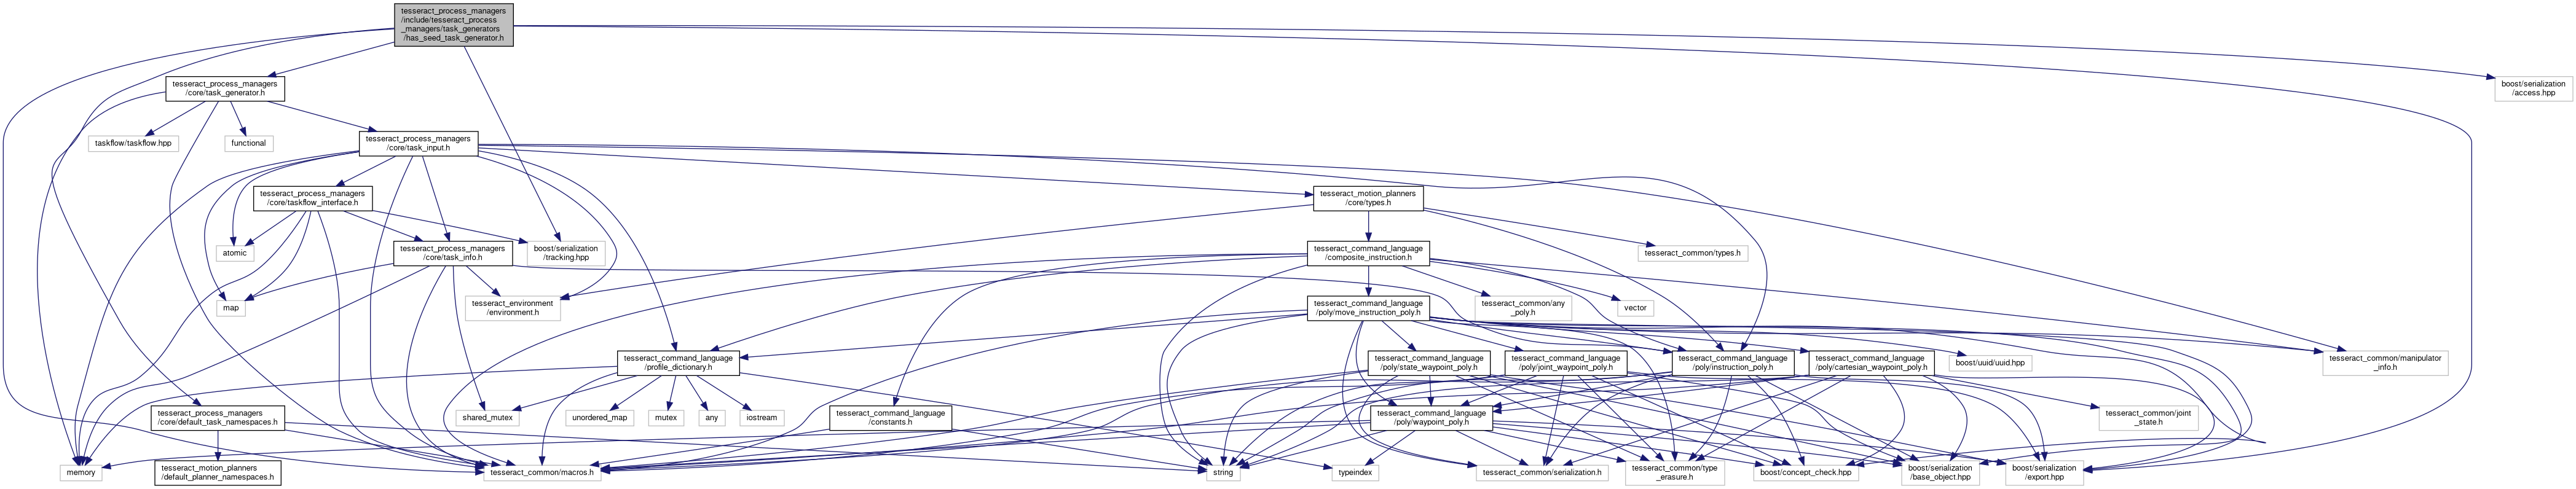 tesseract_process_managers
/include/tesseract_process
_managers/task_generators
/has_seed_task_generator.h
tesseract_process_managers
/core/task_generator.h
boost/serialization
/access.hpp
taskflow/taskflow.hpp
functional
tesseract_process_managers
/core/task_input.h
tesseract_process_managers
/core/taskflow_interface.h
tesseract_motion_planners
/core/types.h
atomic
tesseract_process_managers
/core/task_info.h
boost/serialization
/tracking.hpp
tesseract_command_language
/composite_instruction.h
tesseract_common/types.h
map
tesseract_environment
/environment.h
tesseract_command_language
/poly/move_instruction_poly.h
tesseract_common/any
_poly.h
vector
tesseract_command_language
/profile_dictionary.h
tesseract_command_language
/poly/state_waypoint_poly.h
tesseract_command_language
/poly/joint_waypoint_poly.h
tesseract_command_language
/poly/instruction_poly.h
tesseract_command_language
/poly/cartesian_waypoint_poly.h
boost/uuid/uuid.hpp
tesseract_common/manipulator
_info.h
tesseract_process_managers
/core/default_task_namespaces.h
shared_mutex
unordered_map
mutex
any
iostream
tesseract_command_language
/constants.h
tesseract_command_language
/poly/waypoint_poly.h
tesseract_common/joint
_state.h
memory
tesseract_motion_planners
/default_planner_namespaces.h
tesseract_common/macros.h
string
typeindex
tesseract_common/serialization.h
tesseract_common/type
_erasure.h
boost/concept_check.hpp
boost/serialization
/base_object.hpp
boost/serialization
/export.hpp